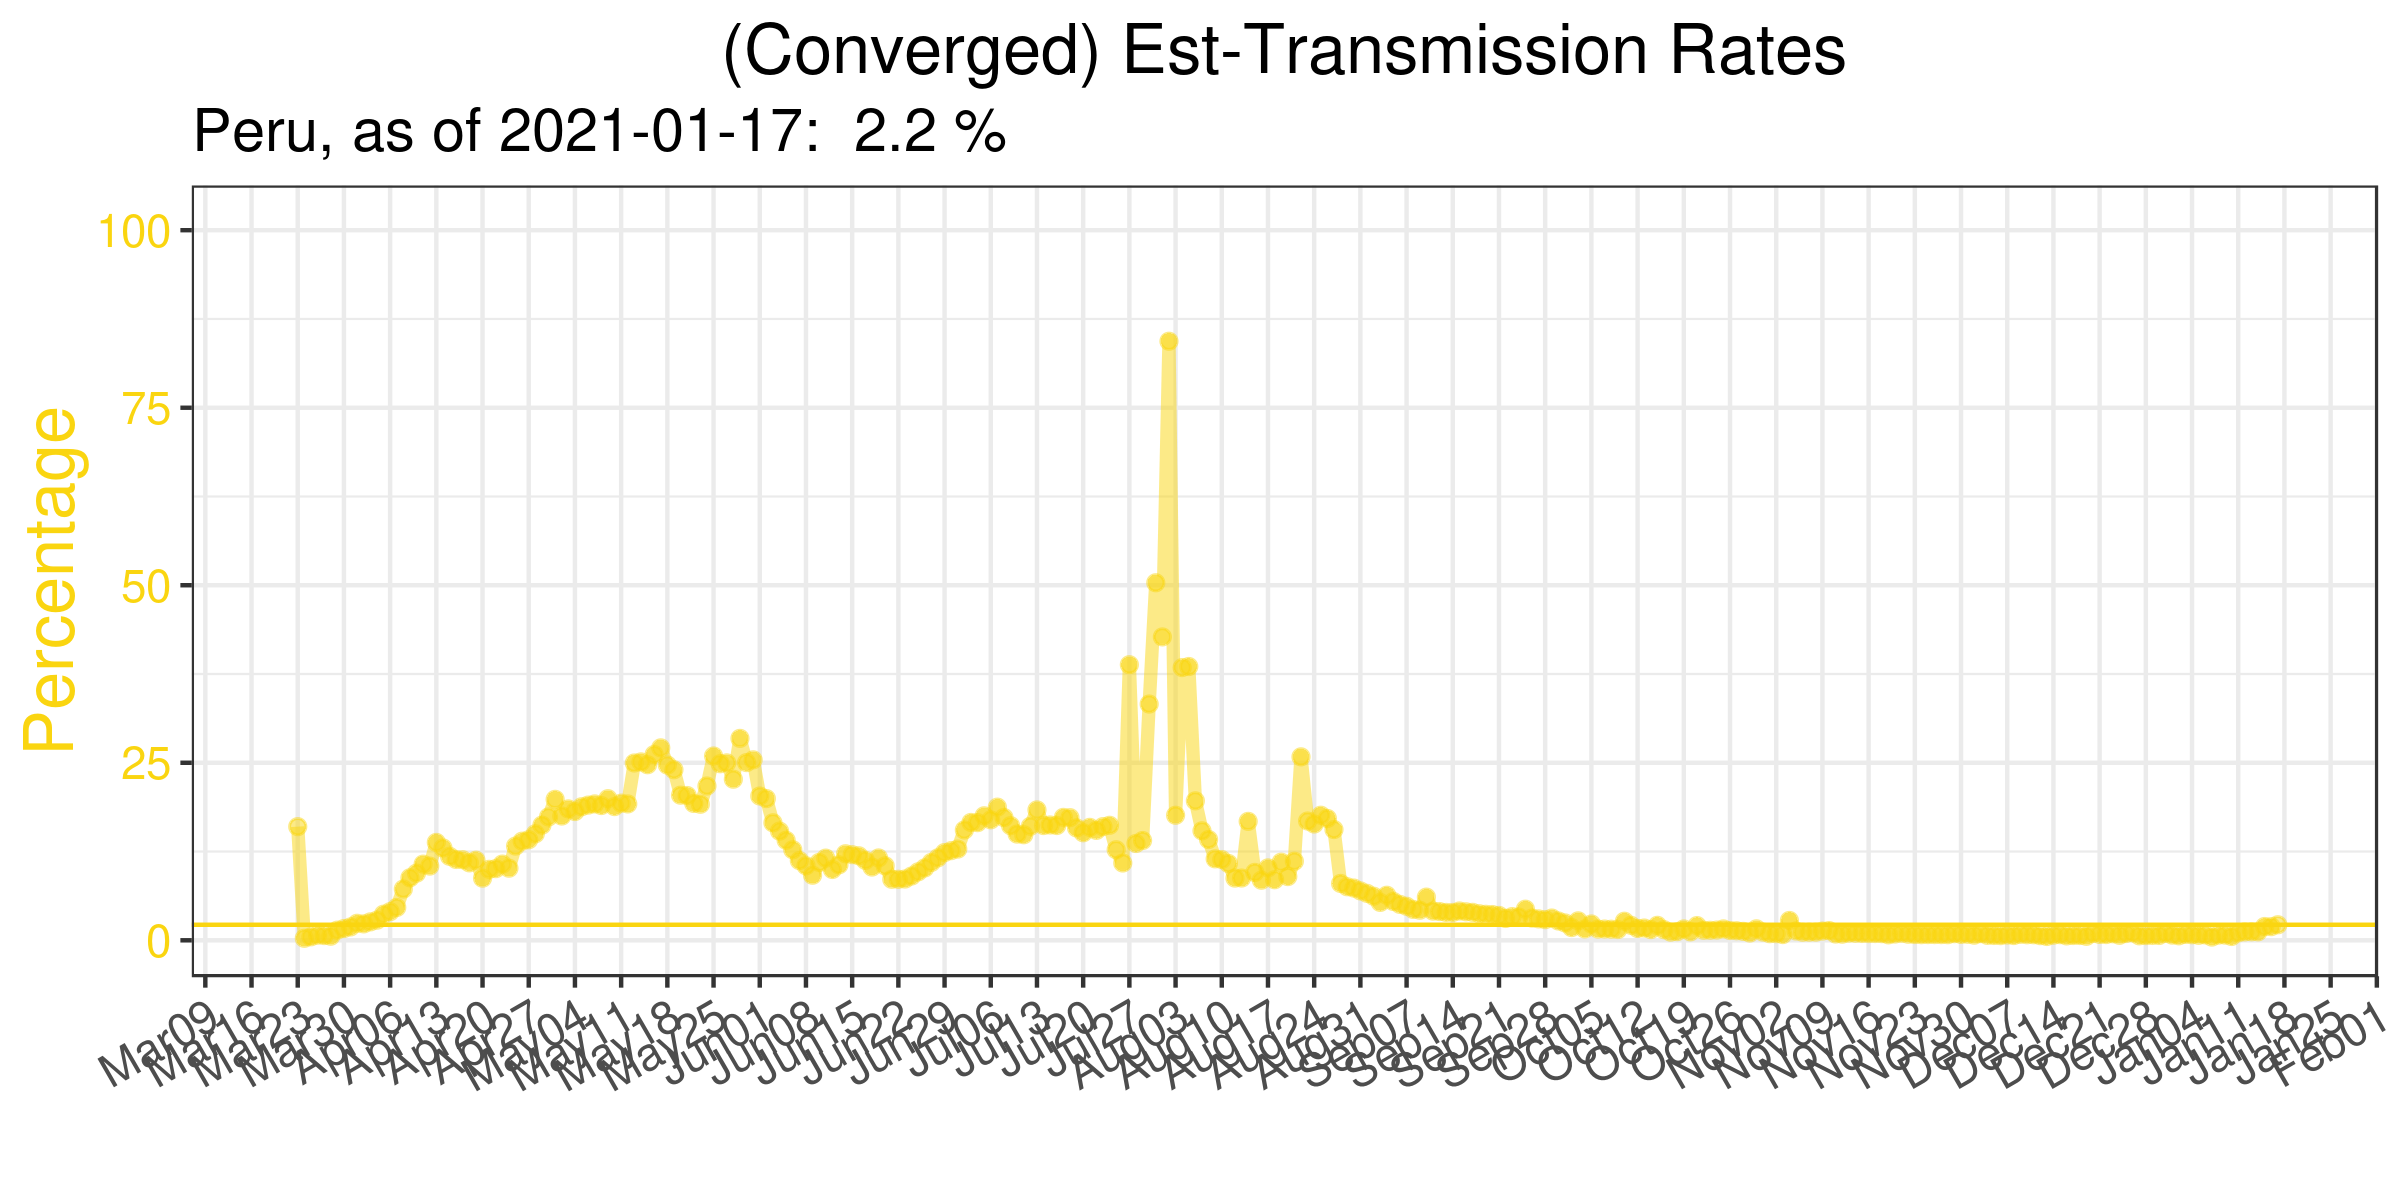 (Converged) Est-Transmission Rates
Peru, as of 2021-01-17: 2.2 %
Percentage
100
75
50
25
0
Mar09
Mar16
Mar23
Mar30
Apr06
Apr13
Apr20
Apr27
May04
May11
May18
May25
Jun01
Jun08
Jun15
Jun22
Jun29
Jul06
Jul13
Jul20
Jul27
Aug03
Aug10
Aug17
Aug24
Aug31
Sep07
Sep14
Sep21
Sep28
Oct05
Oct12
Oct19
Oct26
Nov02
Nov09
Nov16
Nov23
Nov30
Dec07
Dec14
Dec21
Dec28
Jan04
Jan11
Jan18
Jan25
Feb01